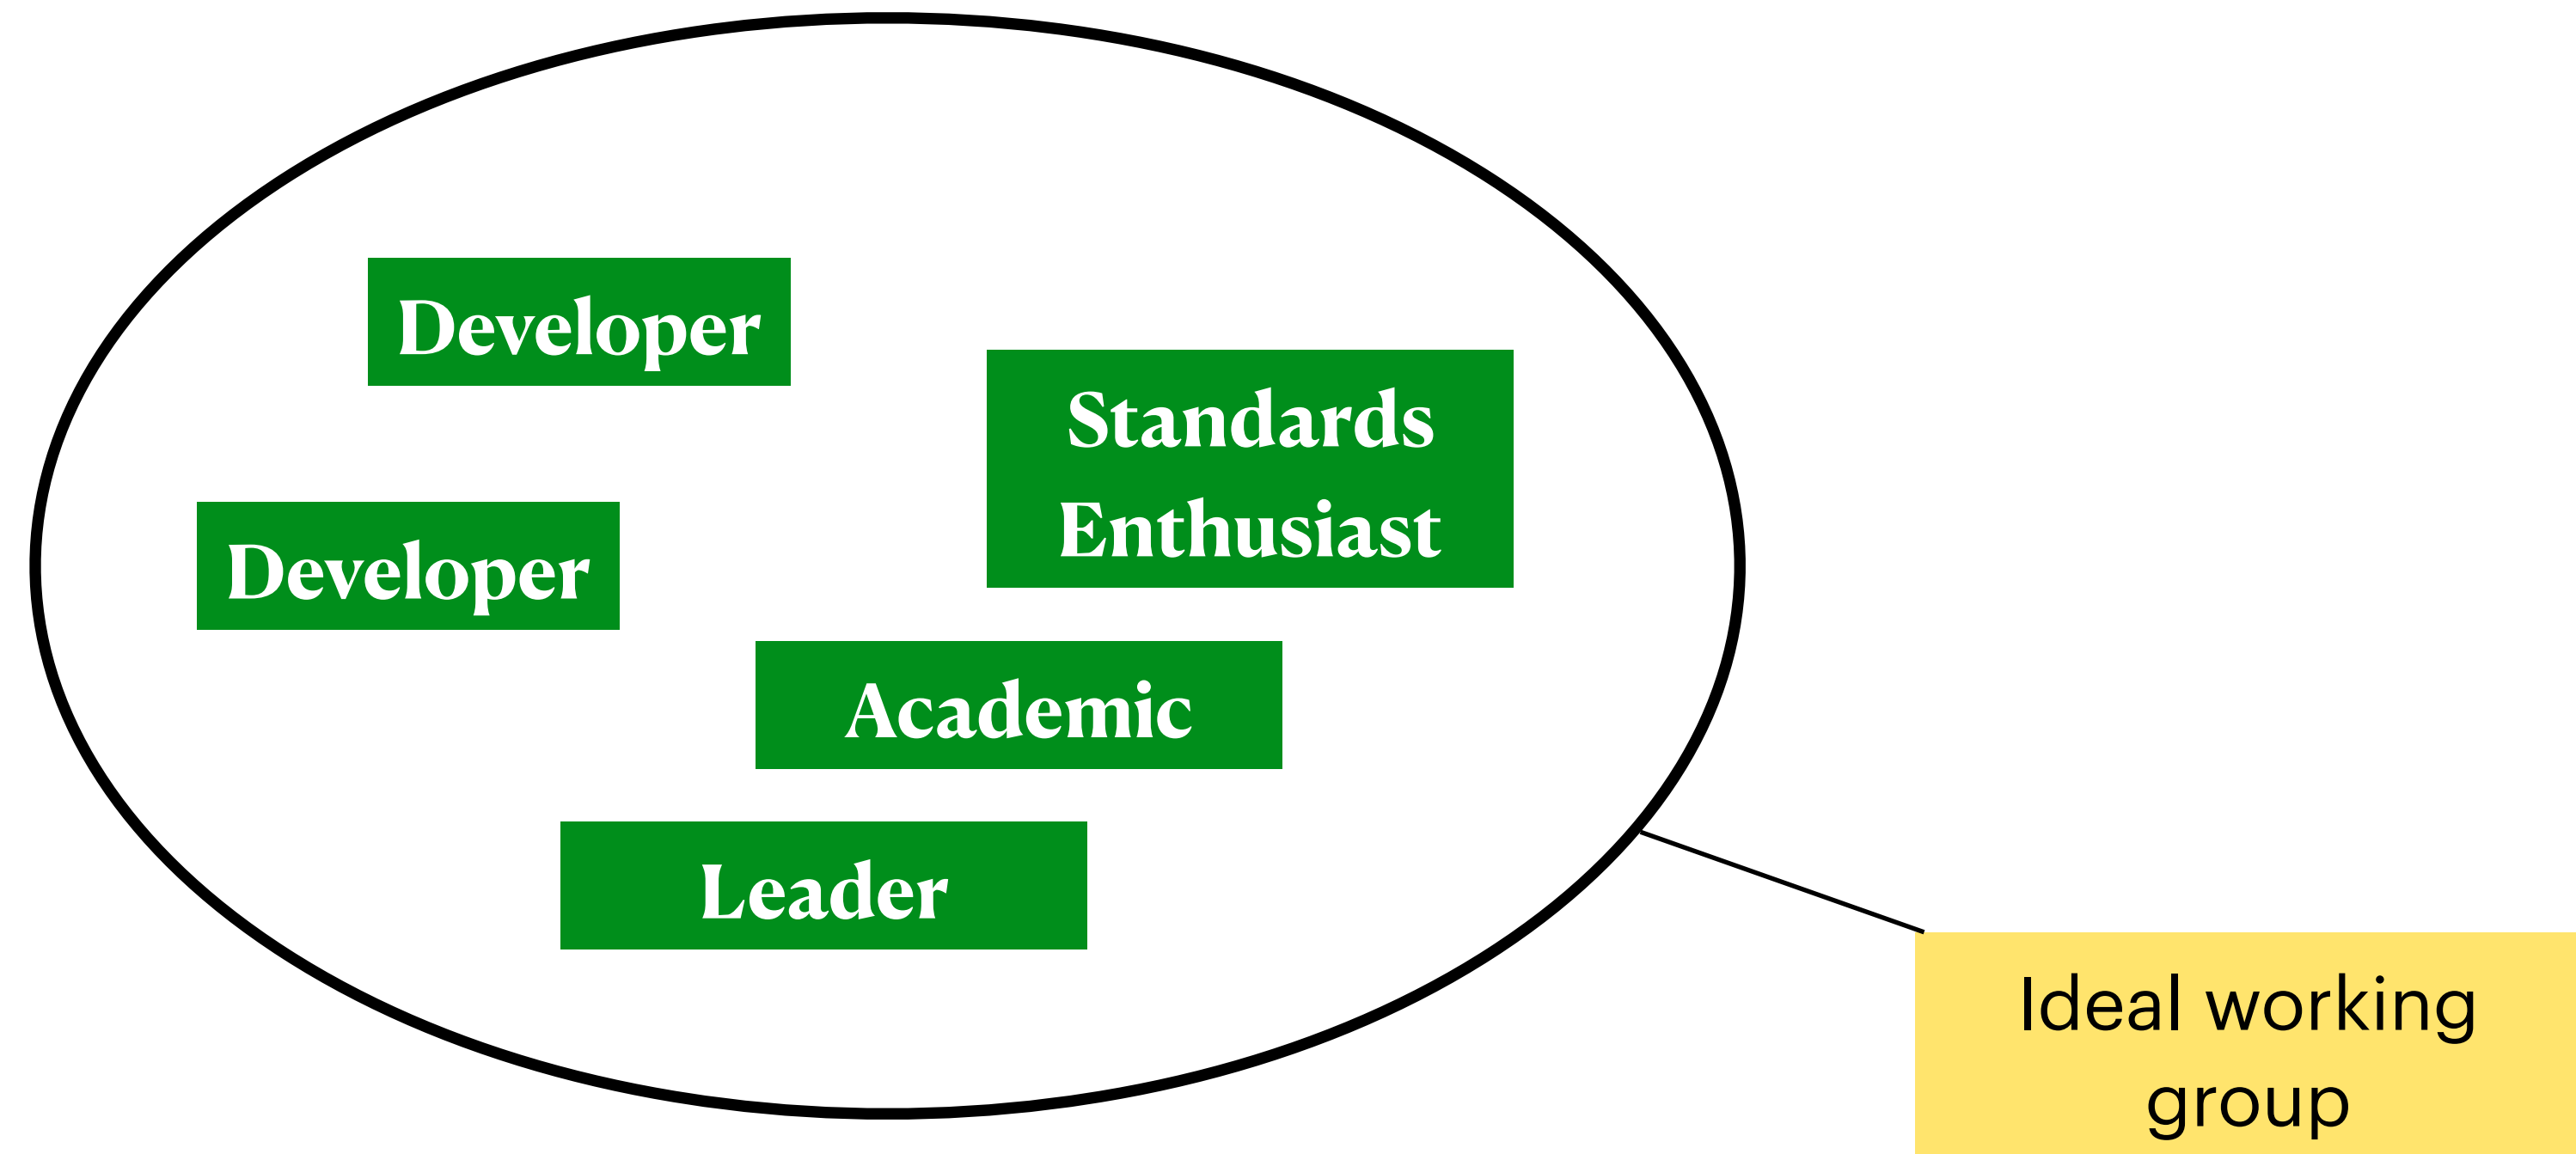 Developer
Standards
Enthusiast
Developer
Academic
Leader
Ideal working
group